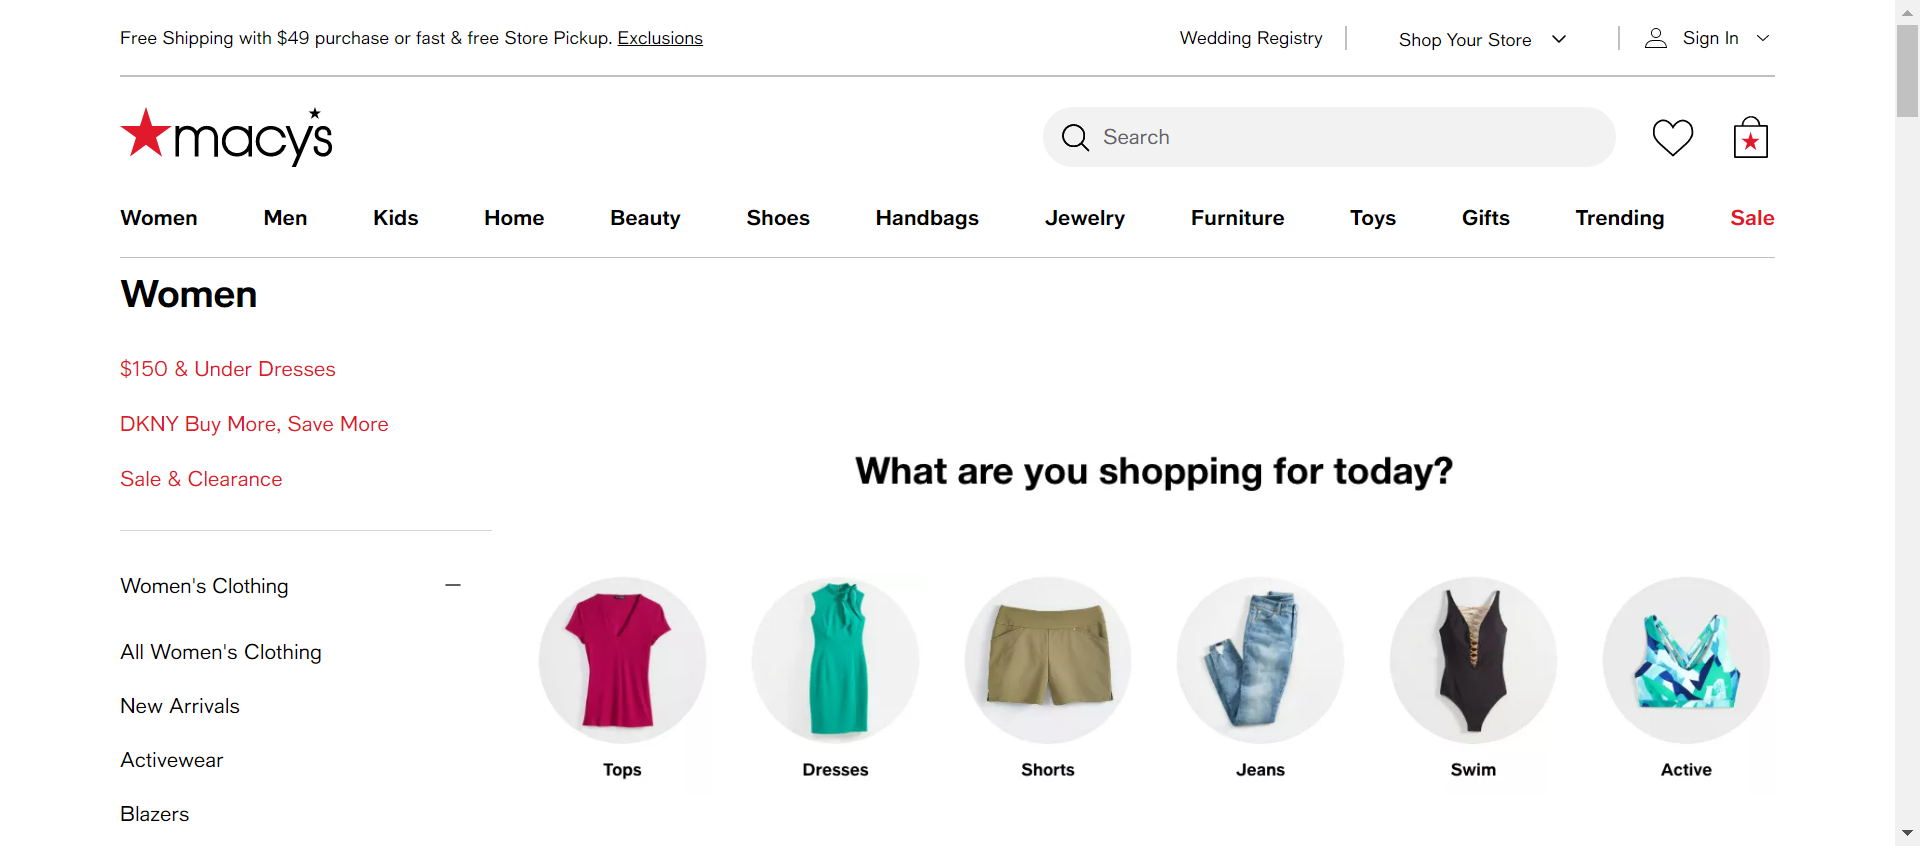 Free Shipping with $49 purchase or fast & free Store Pickup. Exclusions
Wedding Registry
Shop Your Store
Sign In
macy's
Search
Women
Men
Kids
Home
Beauty
Shoes
Handbags
Jewelry
Furniture
Toys
Gifts
Trending
Sale
Women
$150 & Under Dresses
DKNY Buy More, Save More
Sale & Clearance
Women's Clothing
All Women's Clothing
New Arrivals
Activewear
Blazers
What are you shopping for today?
Tops
Dresses
Shorts
Jeans
Swim
Active